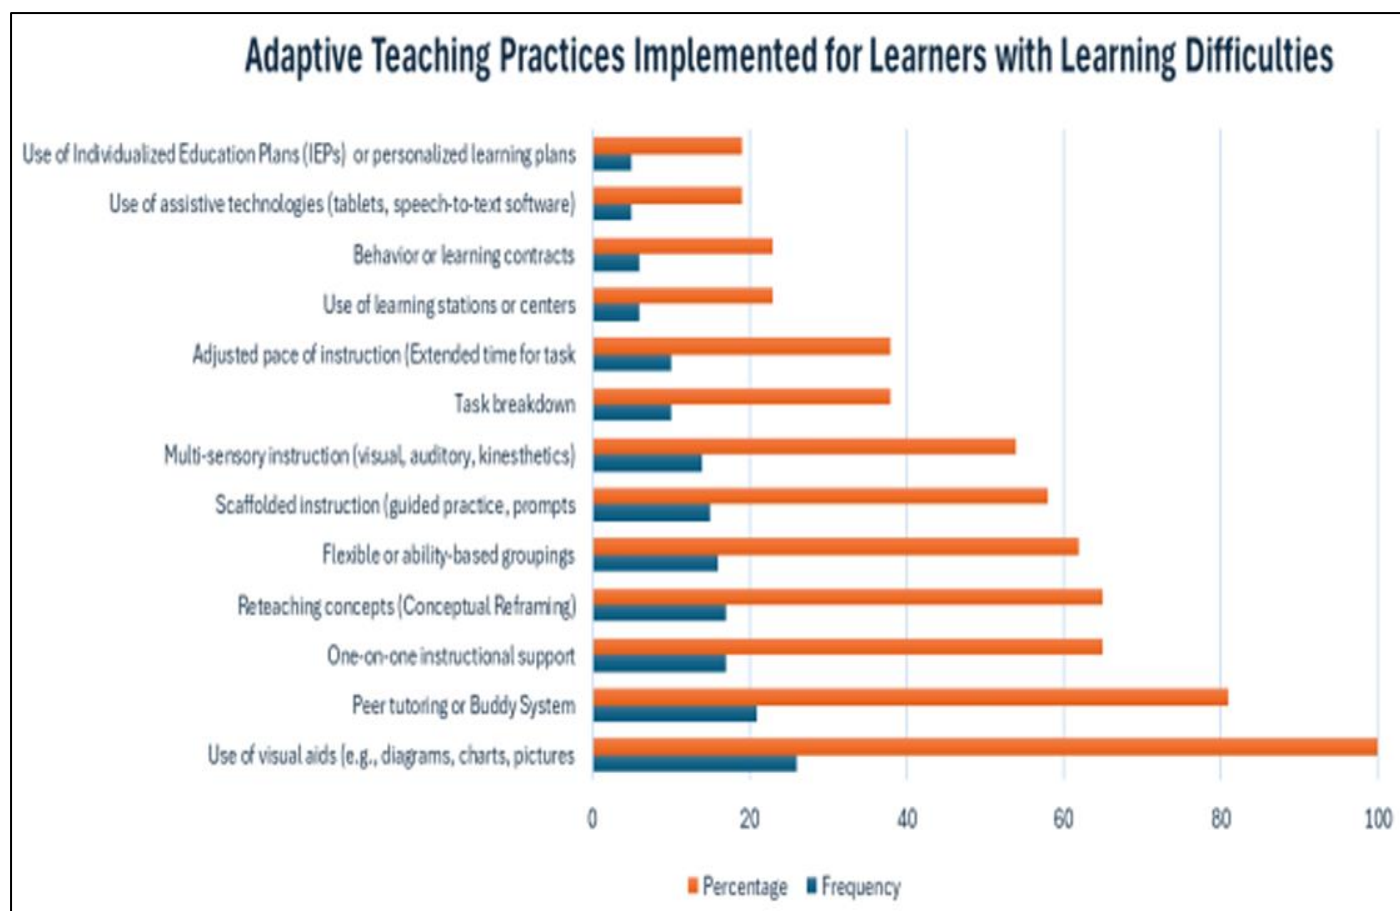 Adaptive Teaching Practices Implemented for Learners with Learning Difficulties
Use of Individualized Education Plans (IEPs) or personalized learning plans
Use of assistive technologies (tablets, speech-to-text software)
Behavior or learning contracts
Use of learning stations or centers
Adjusted pace of instruction (Extended time for task
Task breakdown
Multi-sensory instruction (visual, auditory, kinesthetics)
Scaffolded instruction (guided practice, prompts
Flexible or ability-based groupings
Reteaching concepts (Conceptual Reframing)
One-on-one instructional support
Peer tutoring or Buddy System
Use of visual aids (e.g., diagrams, charts, pictures
0 20 40 60 80 100
Percentage Frequency